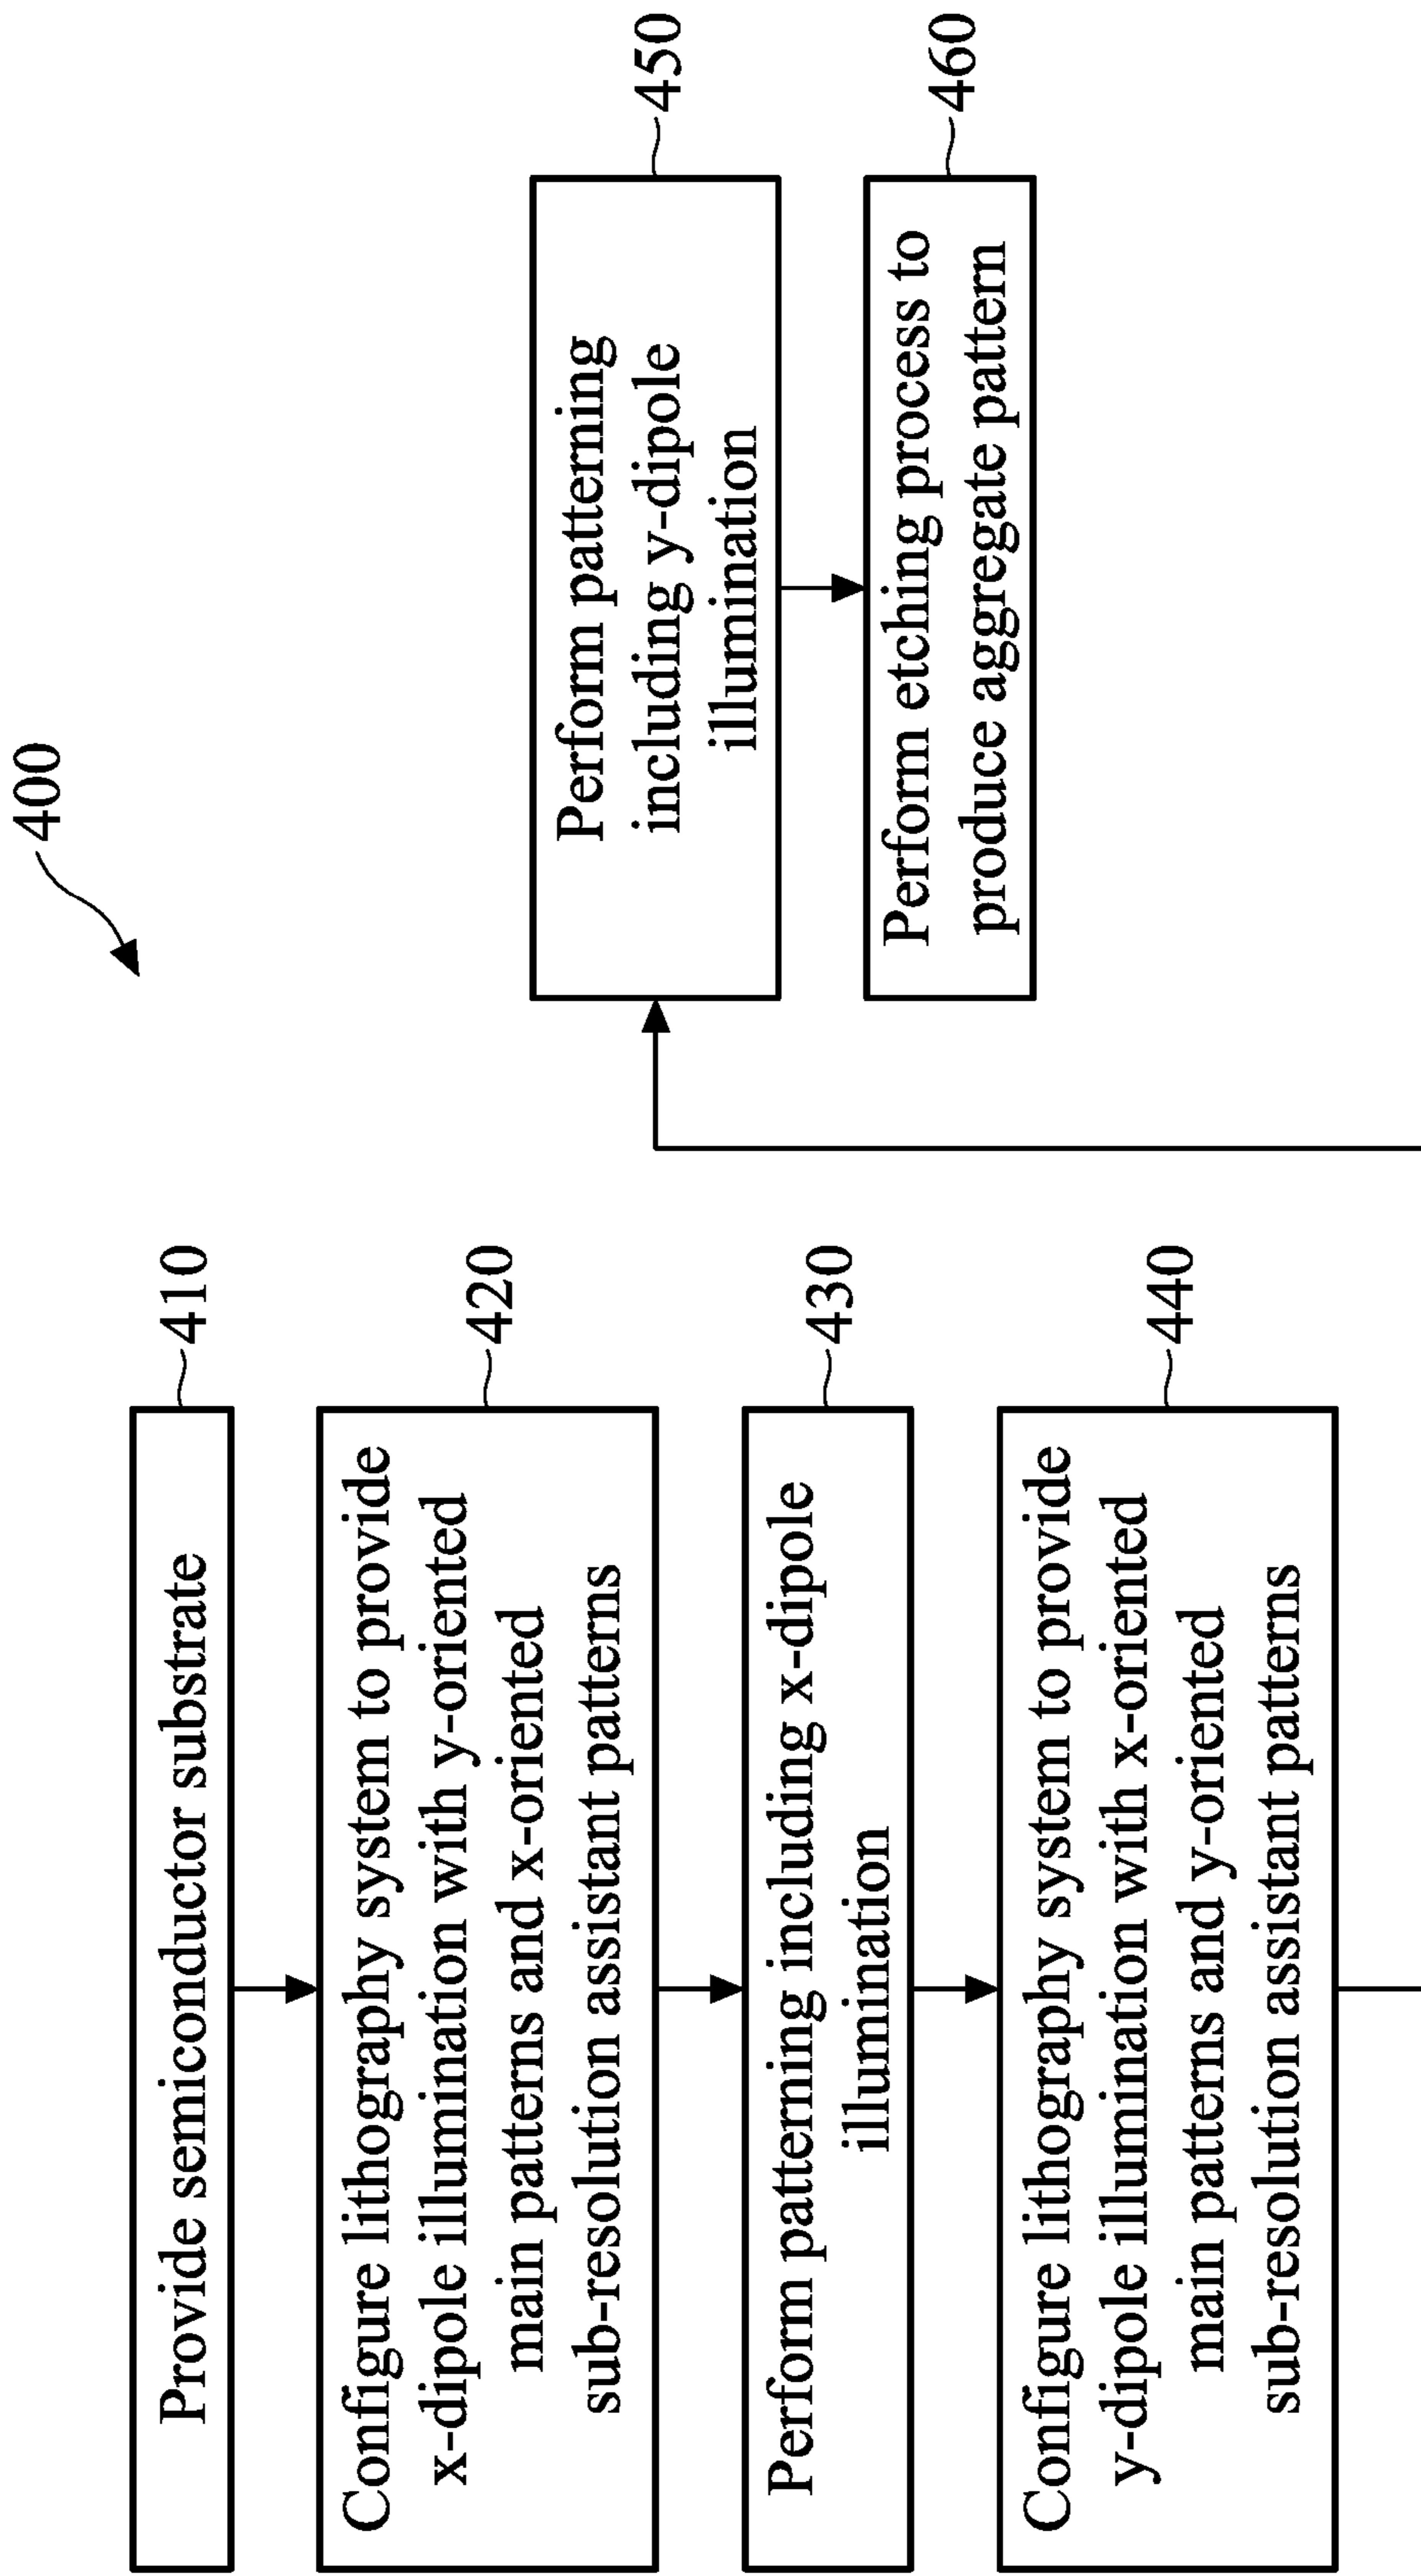 400
Provide semiconductor substrate
410
Configure lithography system to provide
x-dipole illumination with y-oriented
main patterns and x-oriented
sub-resolution assistant patterns
420
Perform patterning including x-dipole
illumination
430
Configure lithography system to provide
y-dipole illumination with x-oriented
main patterns and y-oriented
sub-resolution assistant patterns
440
Perform patterning
including y-dipole
illumination
450
Perform etching process to
produce aggregate pattern
460